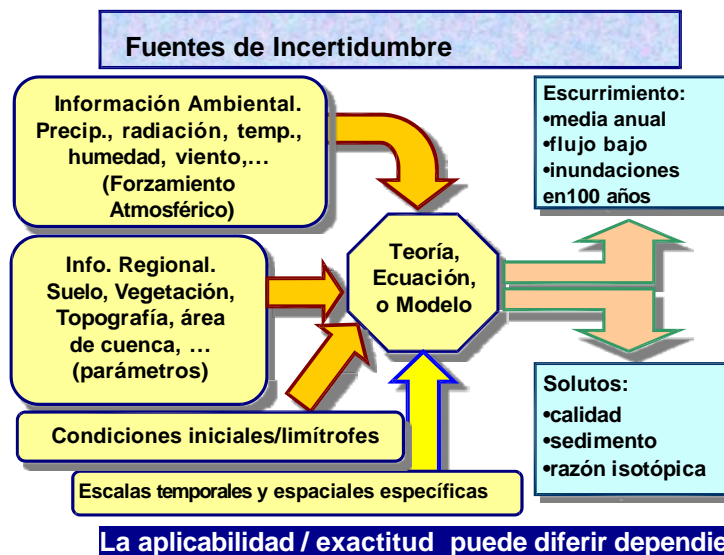 Fuentes de Incertidumbre
Información Ambiental.
Precip., radiación, temp.,
humedad, viento,…
(Forzamiento
Atmosférico)
Info. Regional.
Suelo, Vegetación,
Topografía, área
de cuenca, …
(parámetros)
Condiciones iniciales/limítrofes
Escalas temporales y espaciales específicas
Teoría,
Ecuación,
o Modelo
Escurrimiento:
•media anual
•flujo bajo
•inundaciones
en100 años
Solutos:
•calidad
•sedimento
•razón isotópica
La aplicabilidad / exactitud puede diferir dependie